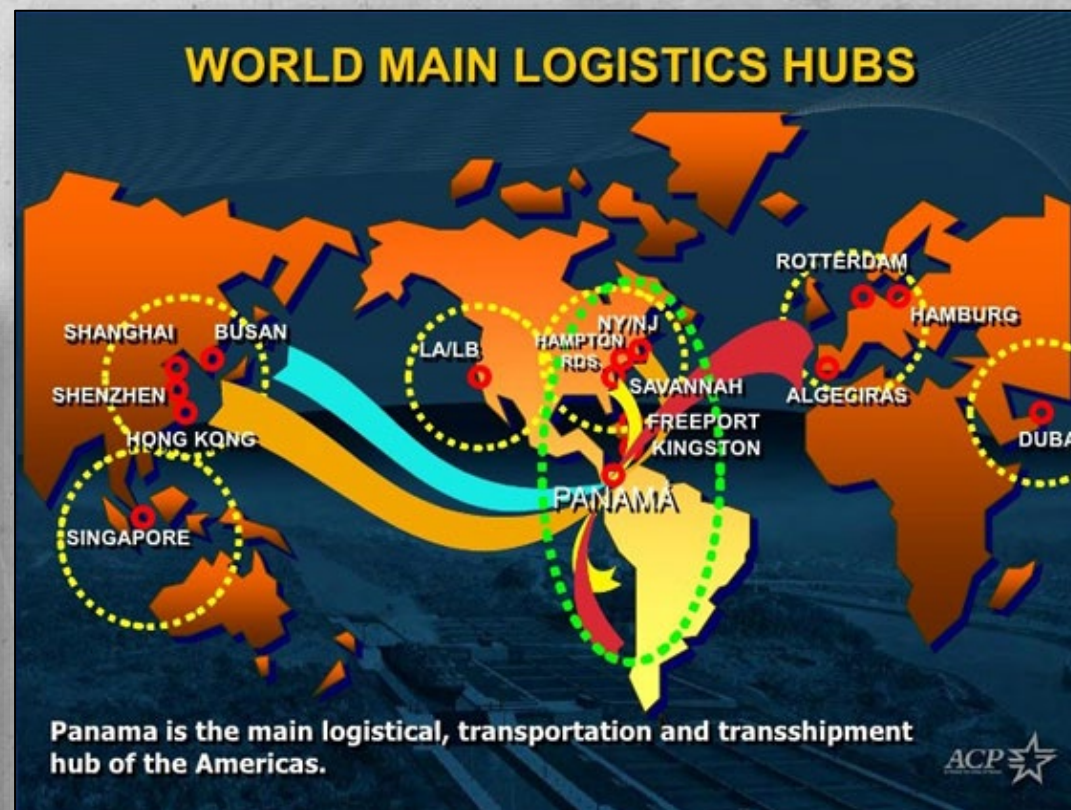 WORLD MAIN LOGISTICS HUBS
ROTTERDAM
HAMBURG
SHANGHAI
BUSAN
LA/LB
NY/NJ
HAMPTON
RDS.
SHENZHEN
SAVANNAH
ALGECIRAS
HONG KONG
FREEPORT
KINGSTON
DUBA
PANAMÁ
SINGAPORE
Panama is the main logistical, transportation and transshipment
hub of the Americas.
ACP